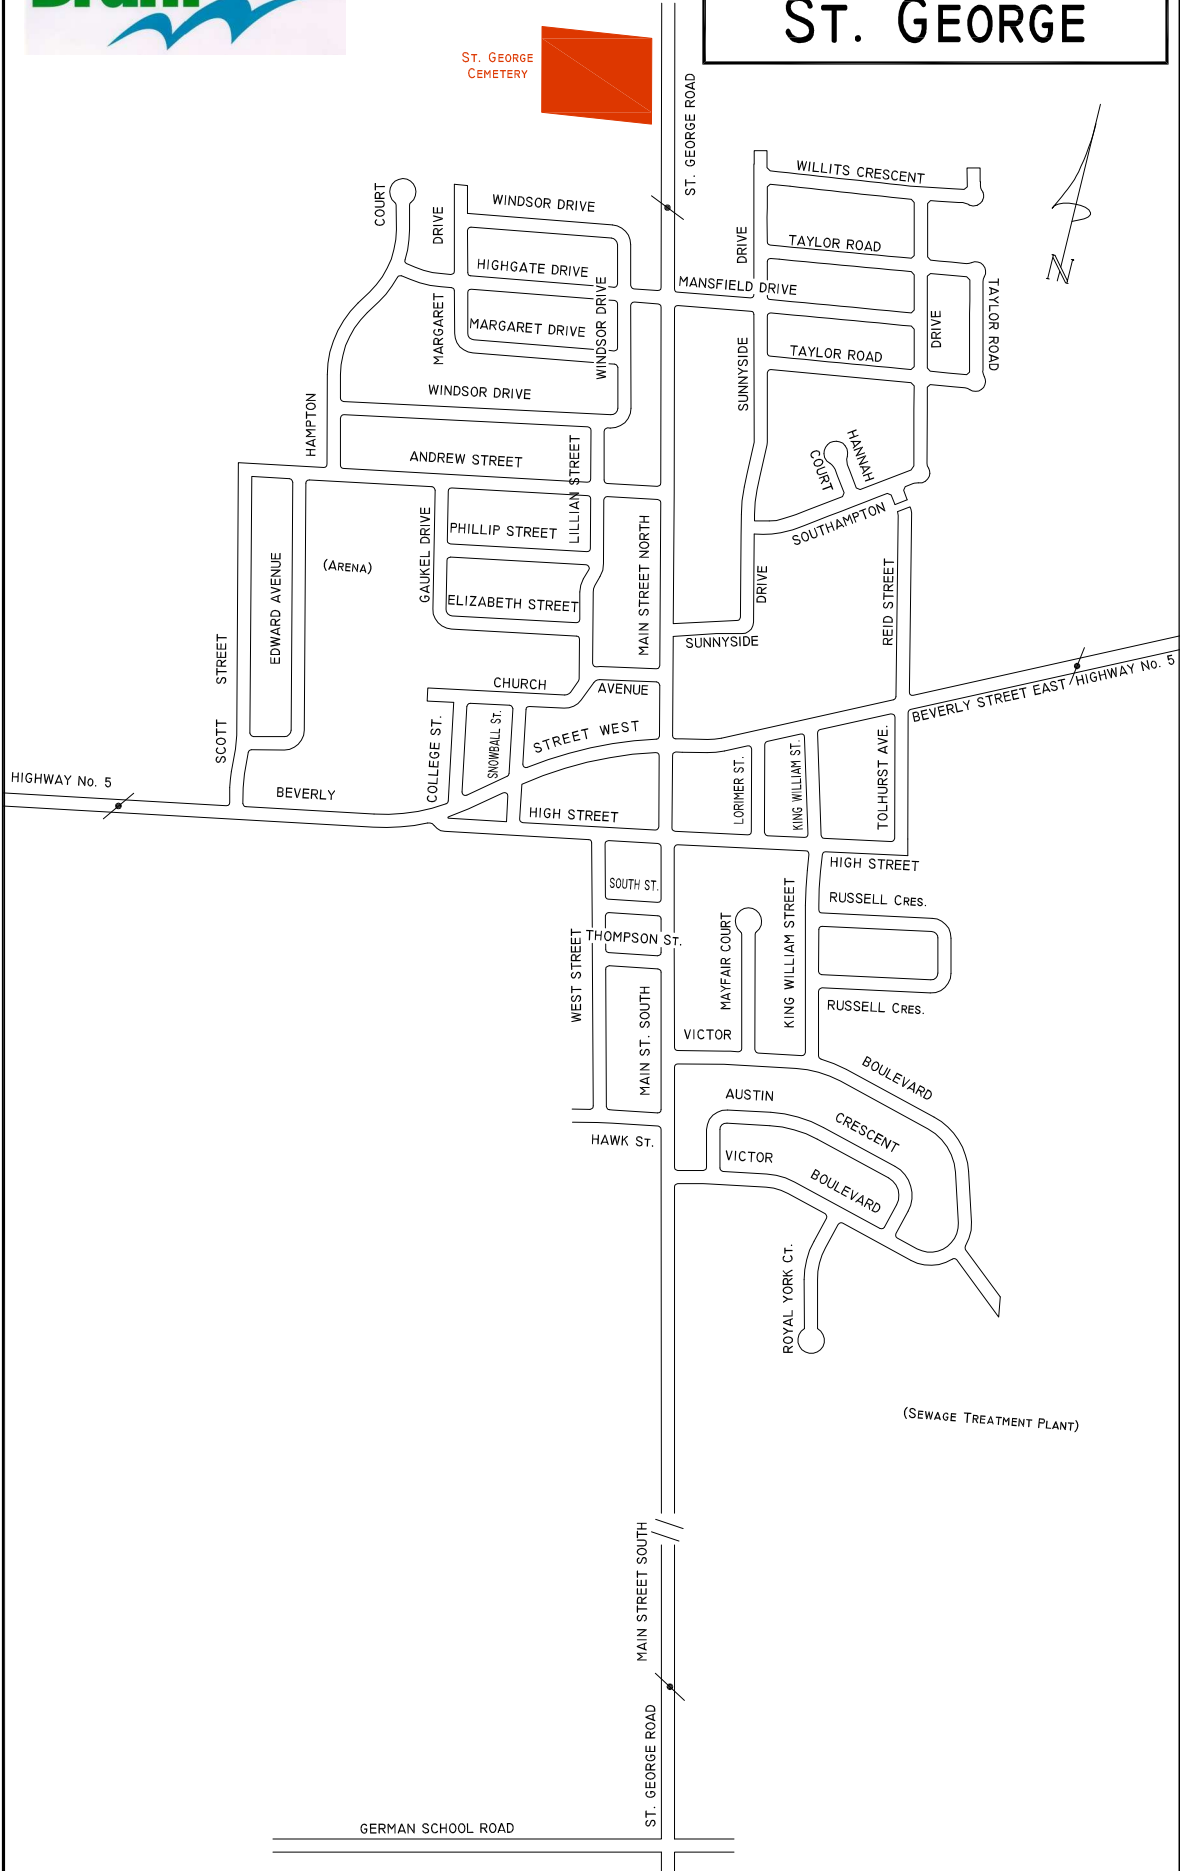 ST. GEORGE
ST. GEORGE
CEMETERY
ST. GEORGE ROAD
WILLITS CRESCENT
COURT
DRIVE
WINDSOR DRIVE
DRIVE
TAYLOR ROAD
HIGHGATE DRIVE
WINDSOR DRIVE
MANSFIELD DRIVE
TAYLOR ROAD
MARGARET
MARGARET DRIVE
DRIVE
SUNNYSIDE
TAYLOR ROAD
WINDSOR DRIVE
HAMPTON
ANDREW STREET
LILLIAN STREET
HANNAH
COURT
SOUTHAMPTON
GAUKEL DRIVE
PHILLIP STREET
MAIN STREET NORTH
(ARENA)
EDWARD AVENUE
ELIZABETH STREET
DRIVE
REID STREET
SUNNYSIDE
STREET
SCOTT
CHURCH
AVENUE
BEVERLY STREET EAST/HIGHWAY No. 5
COLLEGE ST.
SNOWBALL ST.
STREET WEST
LORIMER ST.
KING WILLIAM ST.
TOLHURST AVE.
HIGHWAY No. 5
BEVERLY
HIGH STREET
HIGH STREET
SOUTH ST.
RUSSELL CRES.
THOMPSON ST.
WEST STREET
MAYFAIR COURT
KING WILLIAM STREET
MAIN ST. SOUTH
RUSSELL CRES.
VICTOR
BOULEVARD
AUSTIN
CRESCENT
HAWK ST.
VICTOR
BOULEVARD
ROYAL YORK CT.
(SEWAGE TREATMENT PLANT)
MAIN STREET SOUTH
ST. GEORGE ROAD
GERMAN SCHOOL ROAD
N